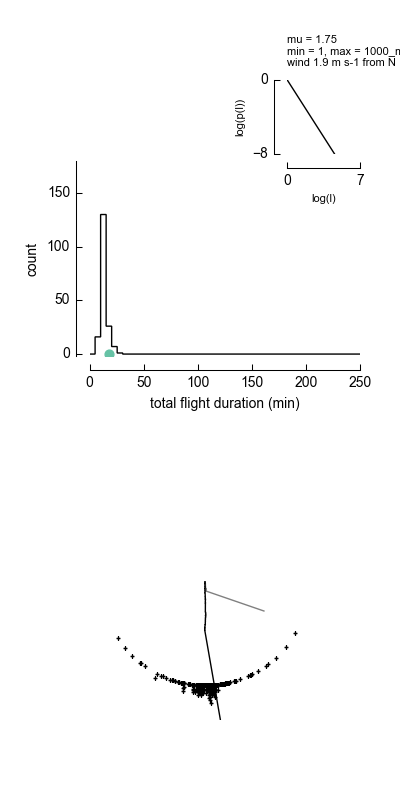 mu = 1.75
min = 1, max = 1000_m
wind 1.9 m s-1 from N
0
log(p(l))
−8
0
7
log(l)
150
100
50
0
count
0
50
100
150
200
250
total flight duration (min)